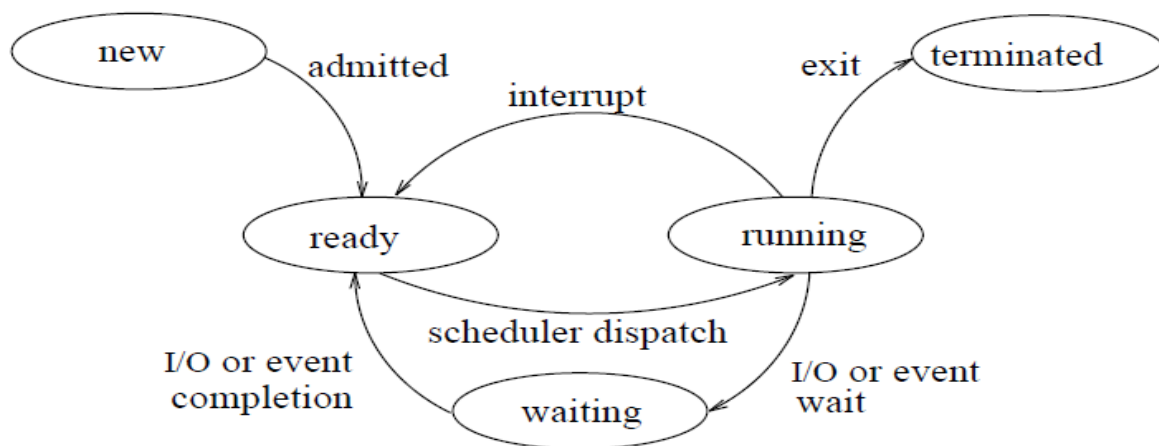 new
terminated
admitted
exit
interrupt
ready
running
scheduler dispatch
I/O or event
completion
I/O or event
wait
waiting